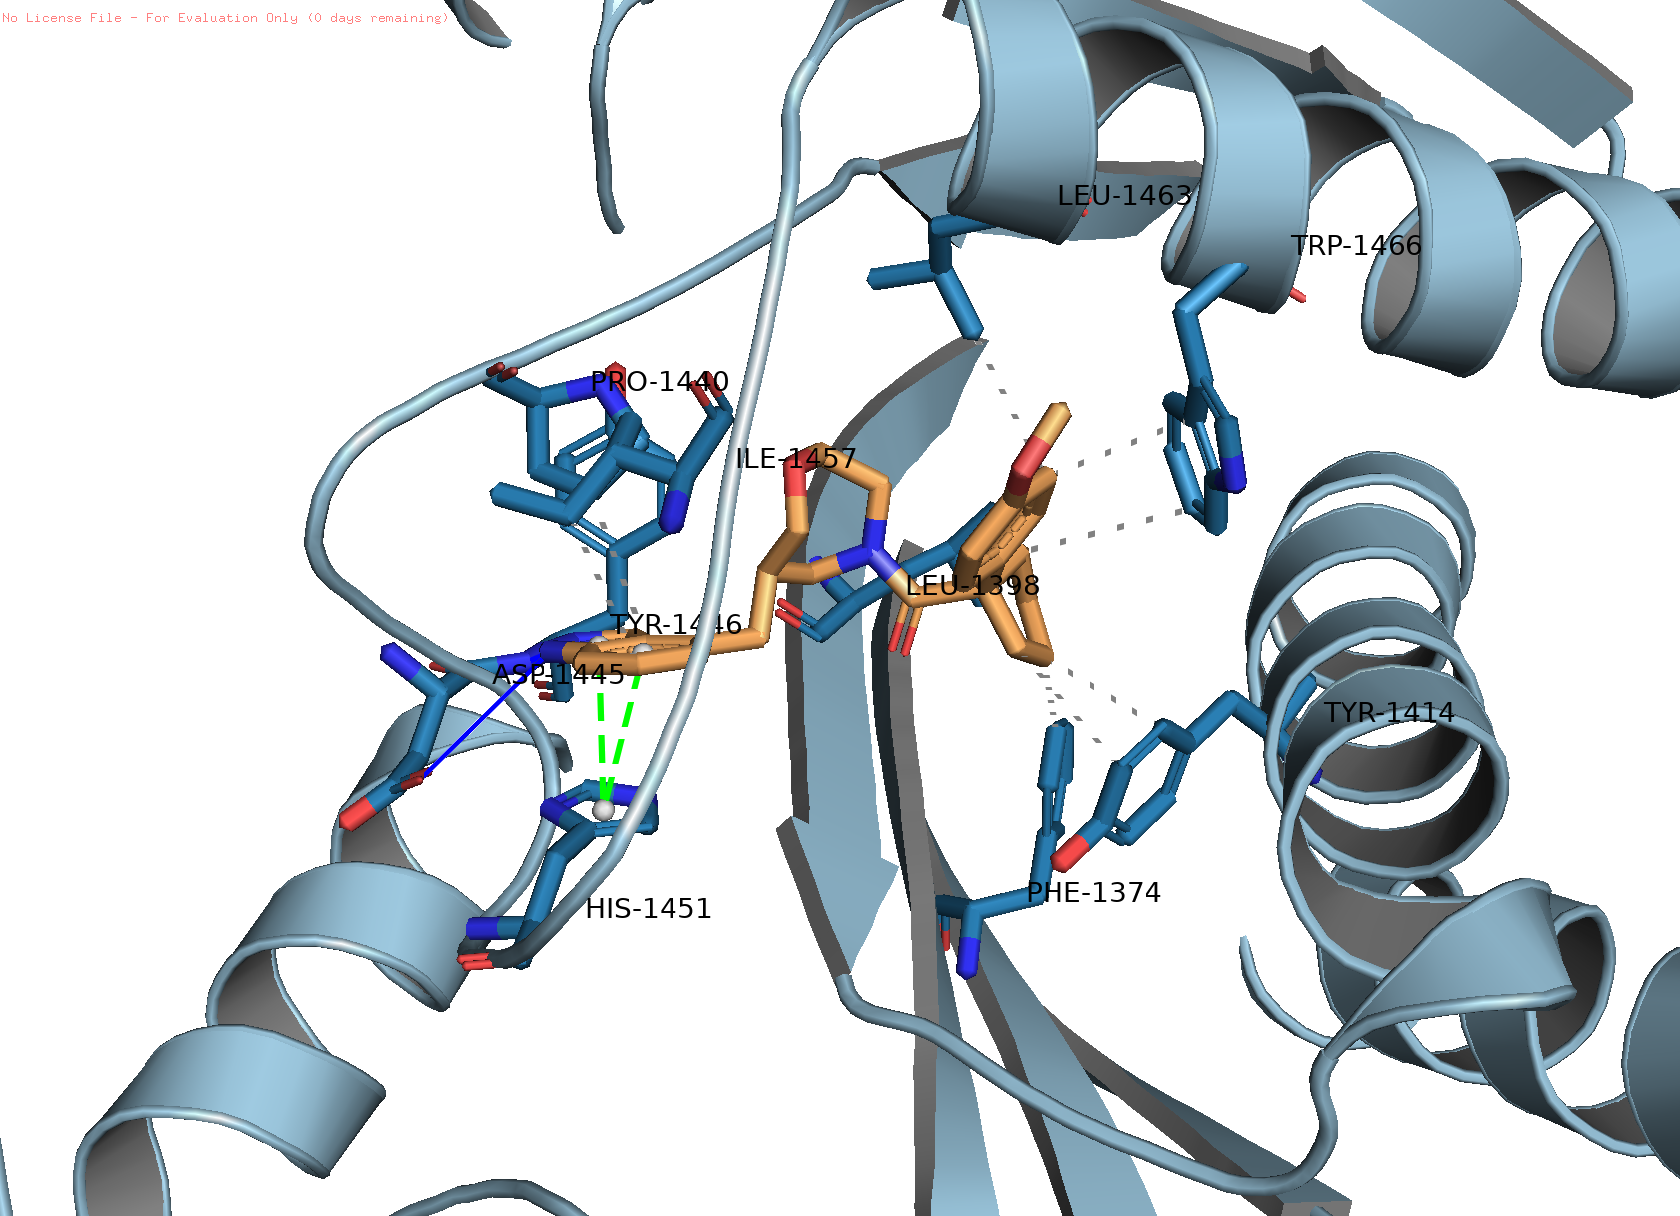 No License File - For Evaluation Only (0 days remaining)
LEU-1463
TRP-1466
PRO-1440
ILE-1457
LEU-1398
TYR-1446
ASP-1445
TYR-1414
PHE-1374
HIS-1451